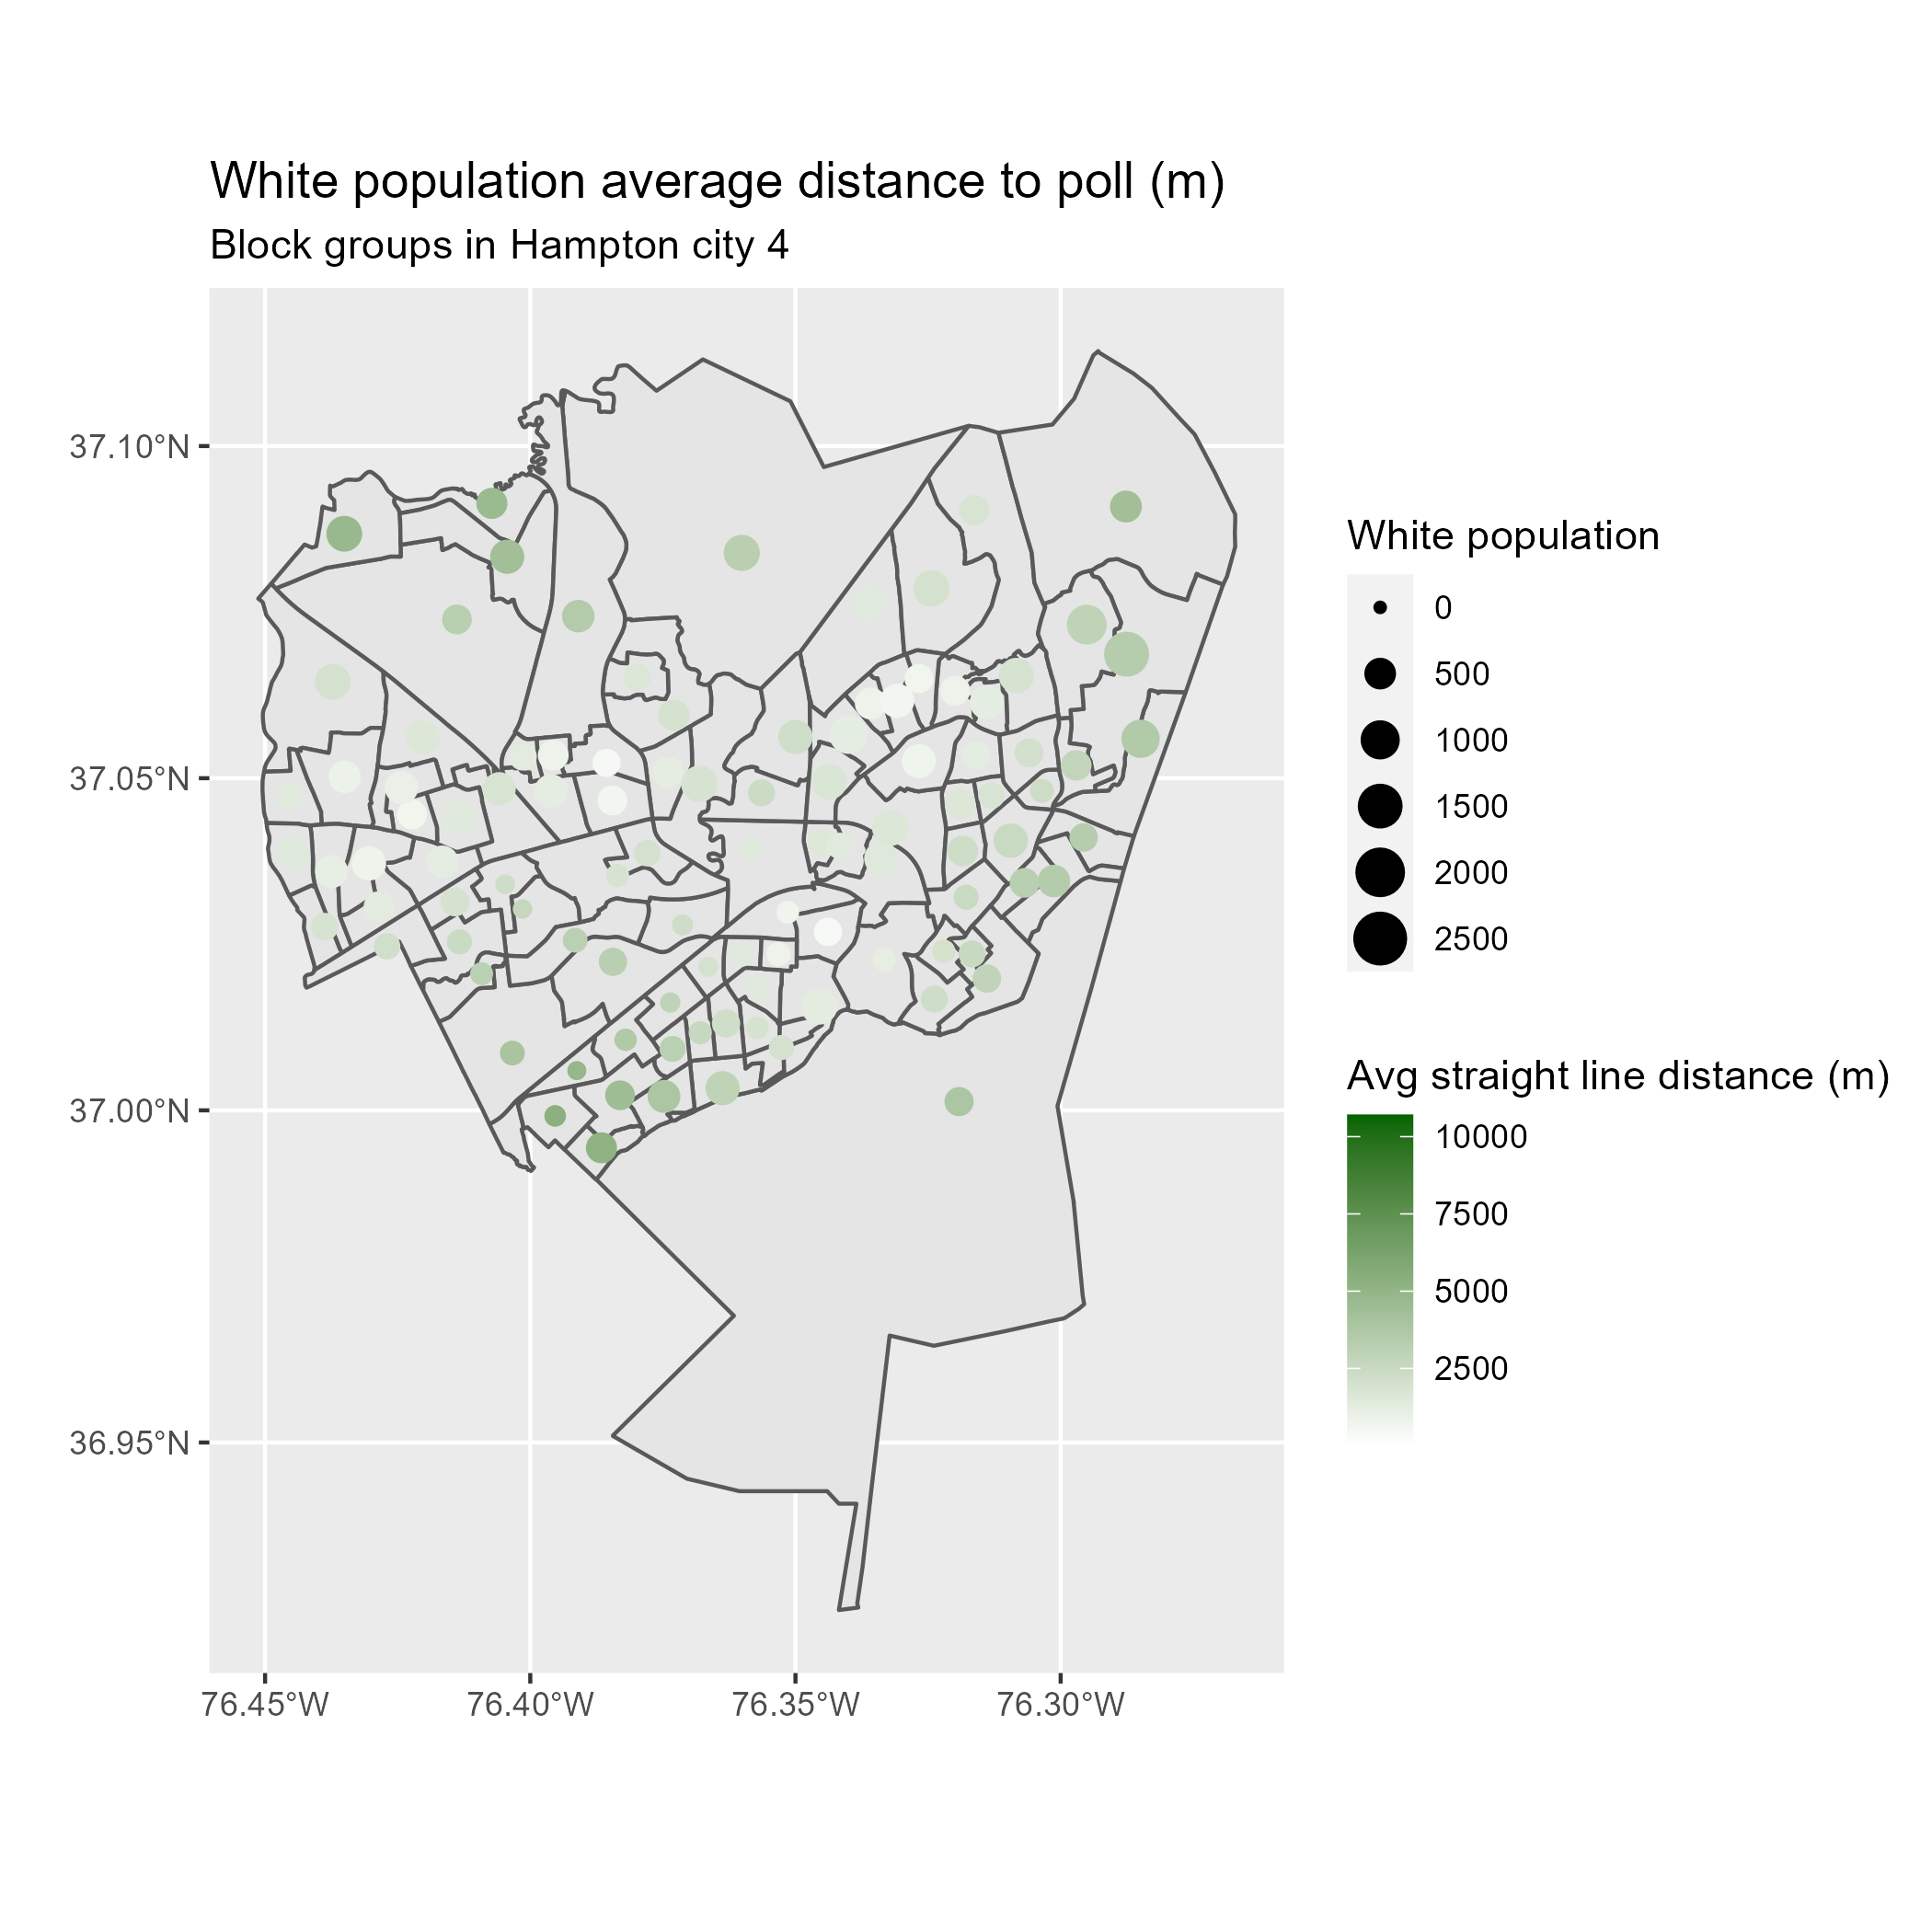 White population average distance to poll (m)
Block groups in Hampton city 4
37.10°N
37.05°N
37.00°N
36.95°N
76.45°W
76.40°W
76.35°W
76.30°W
White population
0
500
1000
1500
2000
2500
Avg straight line distance (m)
10000
7500
5000
2500